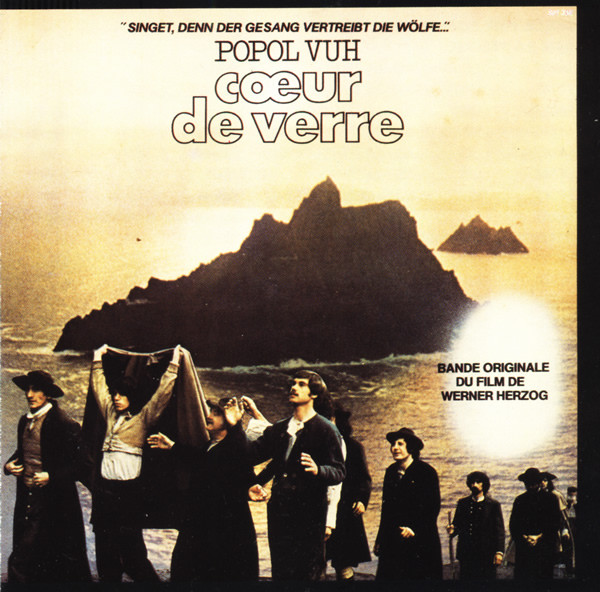 "SINGET, DENN DER GESANG VERTREIBT DIE WÖLFE..."
POPOL VUH
cœur
de verre
BANDE ORIGINALE
DU FILM DE
WERNER HERZOG